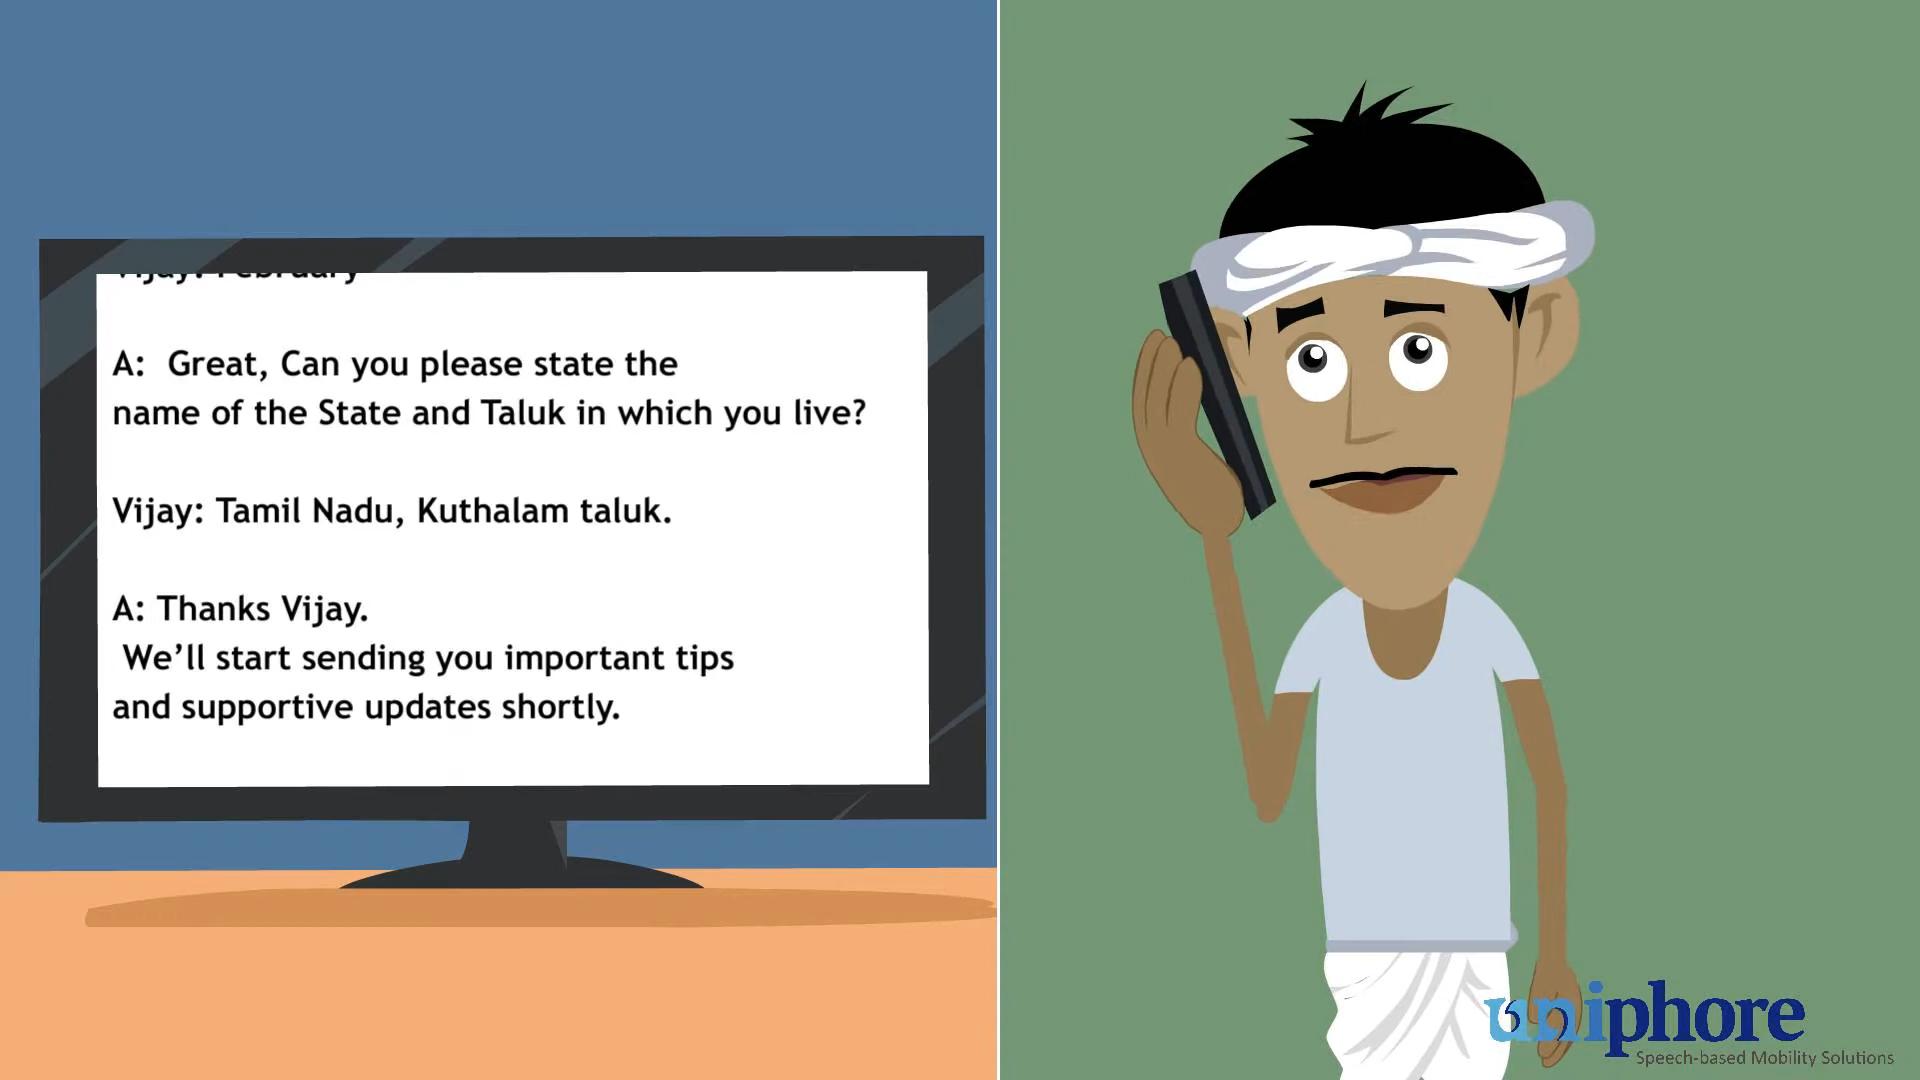 Vijay: February
A: Great, Can you please state the
name of the State and Taluk in which you live?
Vijay: Tamil Nadu, Kuthalam taluk.
A: Thanks Vijay.
We’ll start sending you important tips
and supportive updates shortly.
uniphore
Speech-based Mobility Solutions